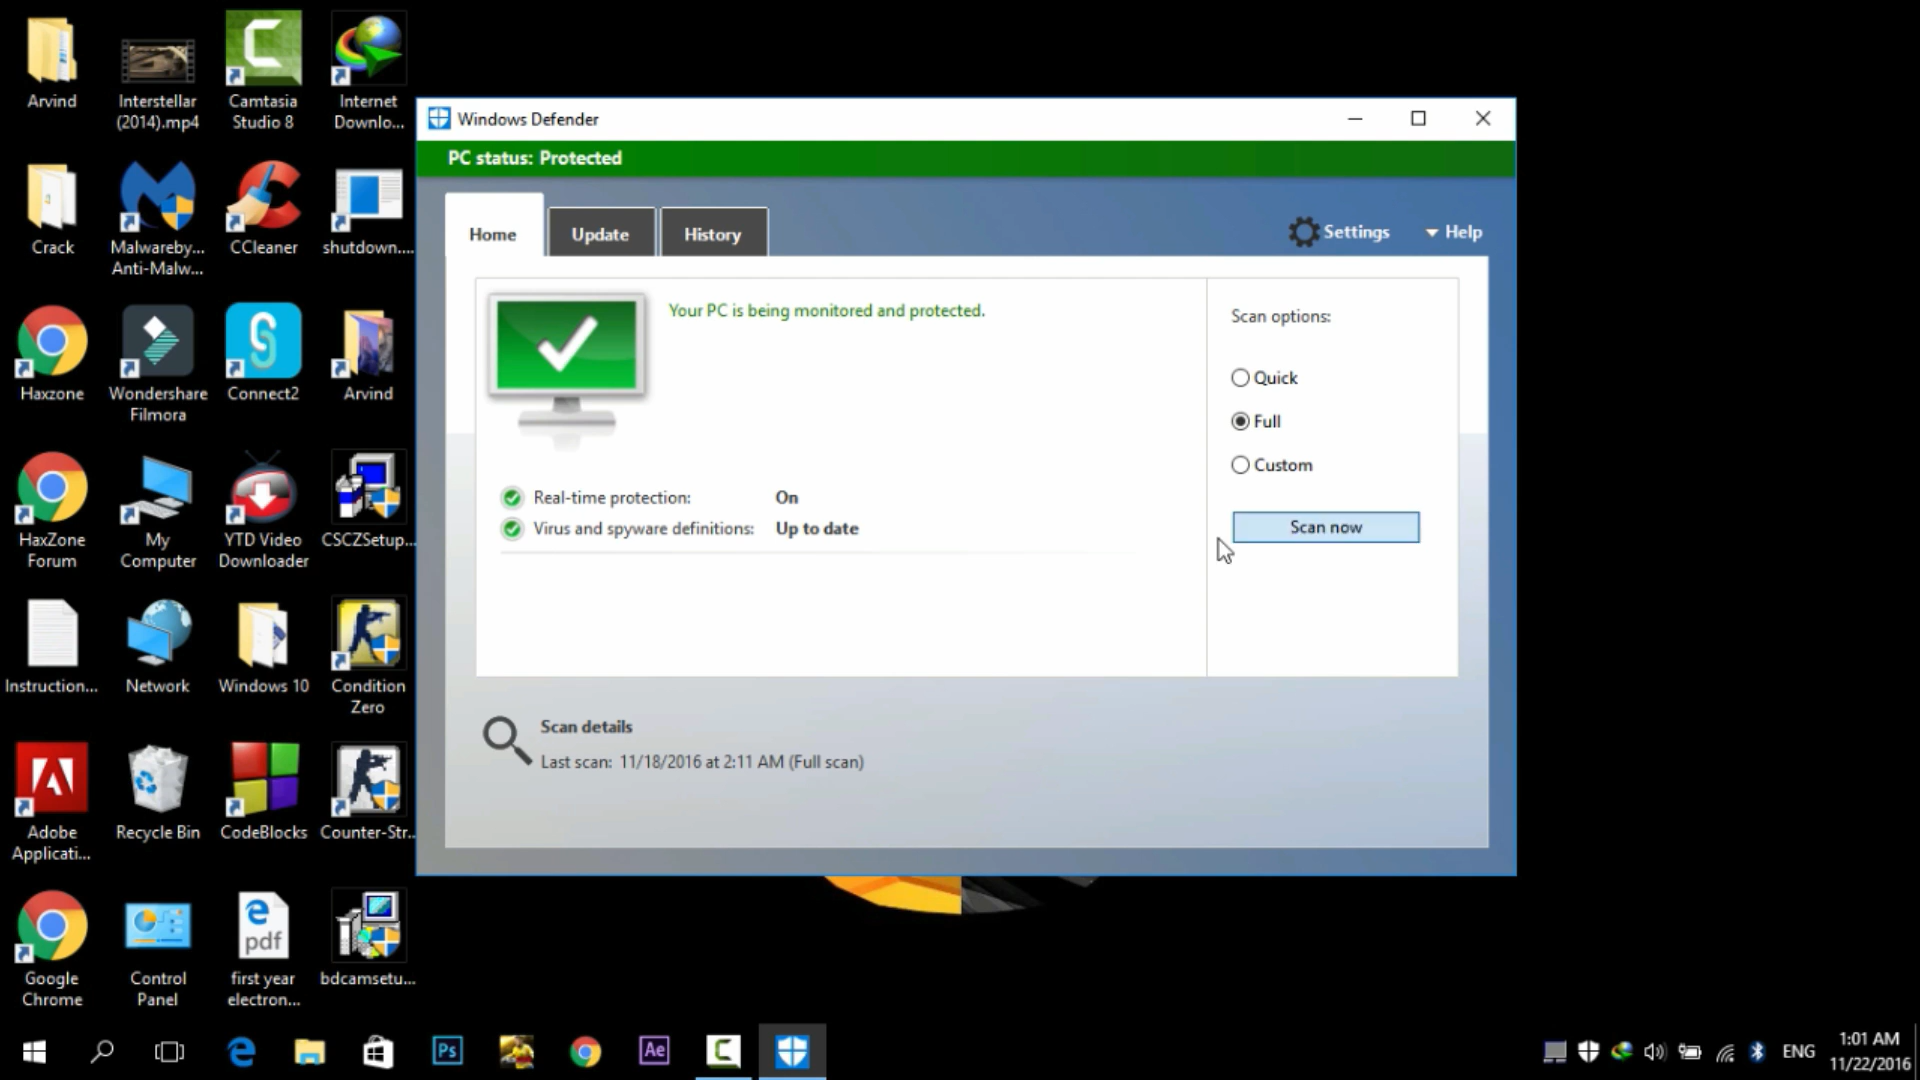 Arvind
Interstellar
(2014).mp4
Camtasia
Studio 8
Internet
Downlo...
Crack
Malwareby...
Anti-Malw...
CCleaner
shutdown....
Haxzone
Wondershare
Filmora
Connect2
Arvind
HaxZone
Forum
My
Computer
YTD Video
Downloader
CSCZSetup...
Instruction...
Network
Windows 10
Condition
Zero
Adobe
Applicati...
Recycle Bin
CodeBlocks
Counter-Str...
Google
Chrome
Control
Panel
pdf
first year
electron...
bdcamsetu...
Windows Defender
PC status: Protected
Home
Update
History
Settings
Help
Your PC is being monitored and protected.
Real-time protection: On
Virus and spyware definitions: Up to date
Scan options:
Quick
Full
Custom
Scan now
Scan details
Last scan: 11/18/2016 at 2:11 AM (Full scan)
Ps
Ae
ENG
1:01 AM
11/22/2016